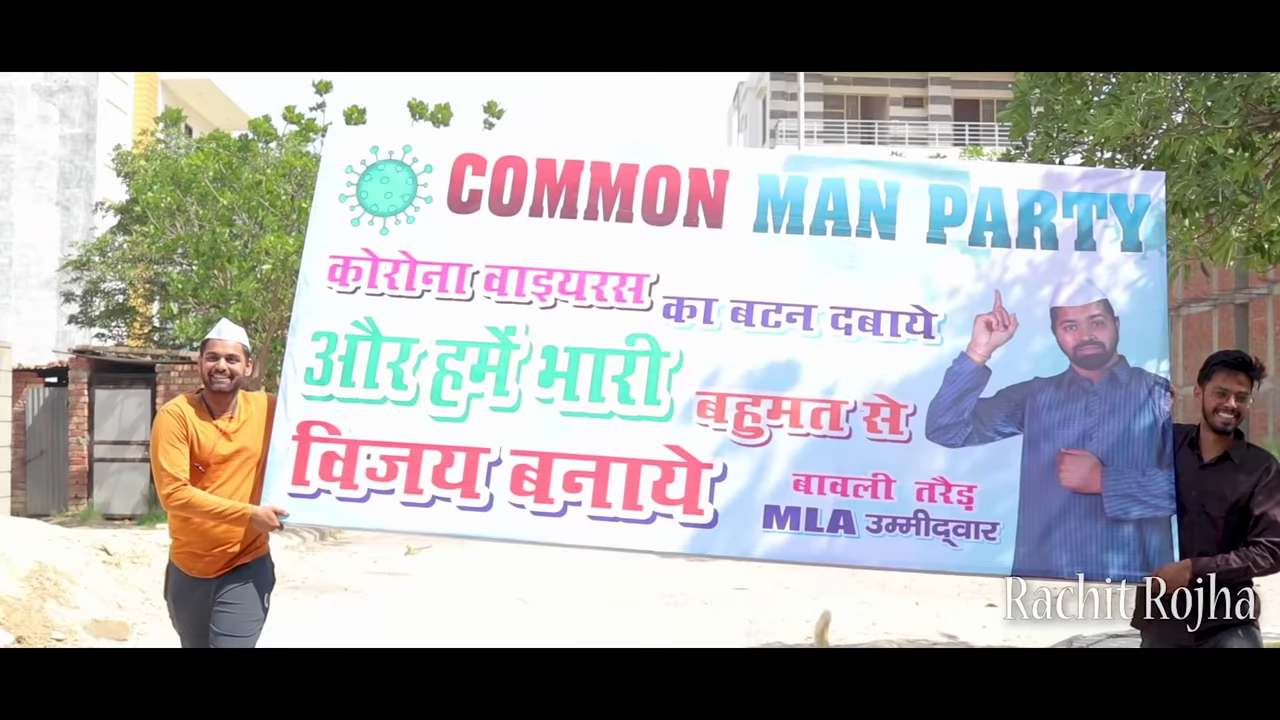 COMMON MAN PARTY
कोरोना वाइयरस का बटन दबाये
और हमें भारी बहुमत से
विजय बनाये
बावली तरैड़
MLA उम्मीद्वार
Rachit Rojha